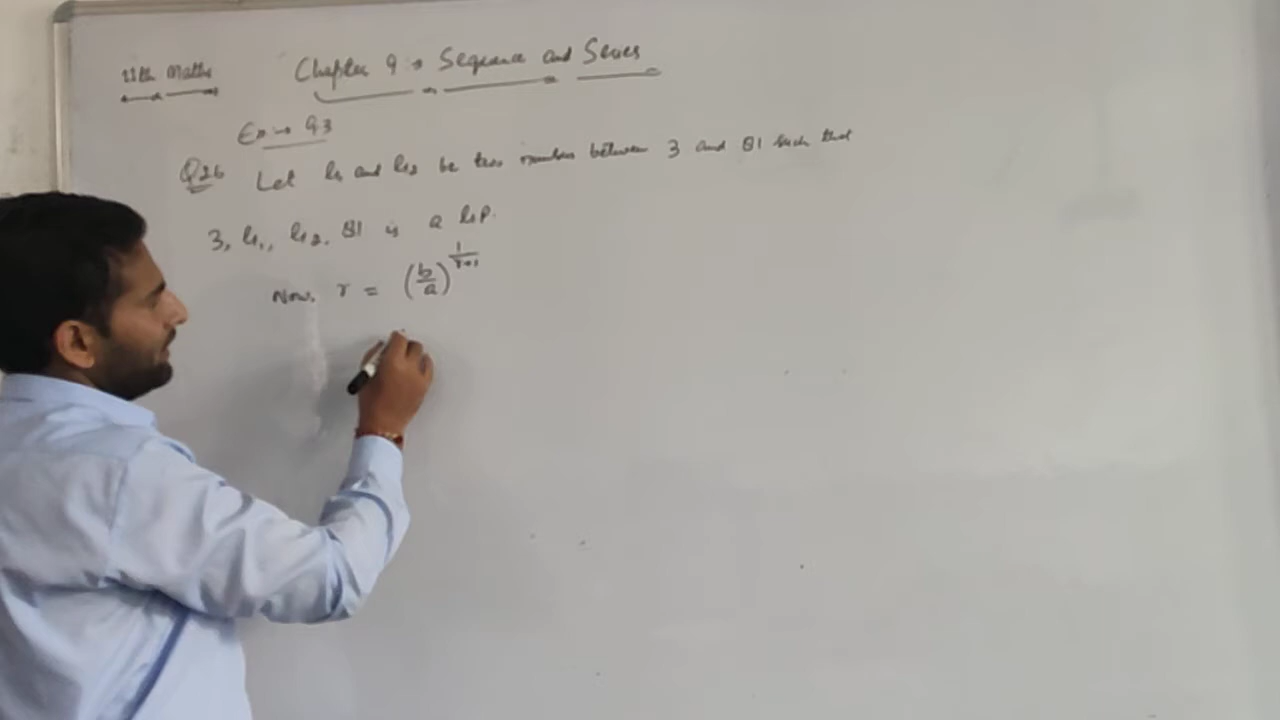 11th Maths Chapter 9 → Sequence and Series
Ex → 9.3
Q26 Let G1 and G2 be two number between 3 and 81 such that
3, G1, G2, 81 is a G.P.
Now, r = (b/a)^(1/n+1)